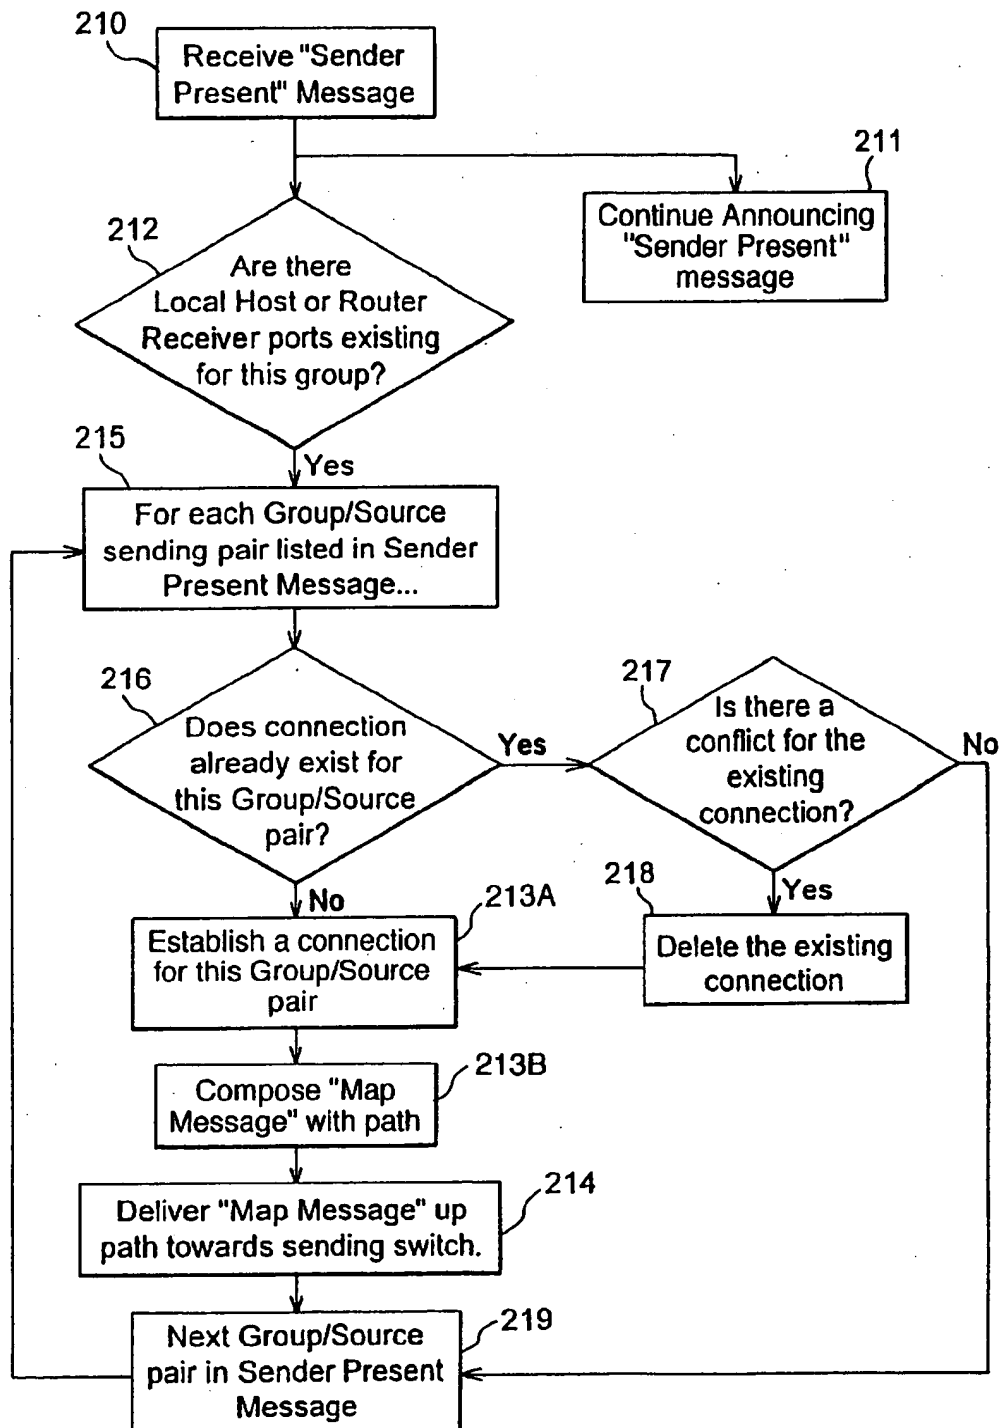 210
Receive "Sender
Present" Message
211
Continue Announcing
"Sender Present"
message
212
Are there
Local Host or Router
Receiver ports existing
for this group?
Yes
215
For each Group/Source
sending pair listed in Sender
Present Message...
216
Does connection
already exist for
this Group/Source
pair?
Yes
217
Is there a
conflict for the
existing
connection?
No
No
Yes
213A
Establish a connection
for this Group/Source
pair
218
Delete the existing
connection
213B
Compose "Map
Message" with path
214
Deliver "Map Message" up
path towards sending switch.
219
Next Group/Source
pair in Sender Present
Message